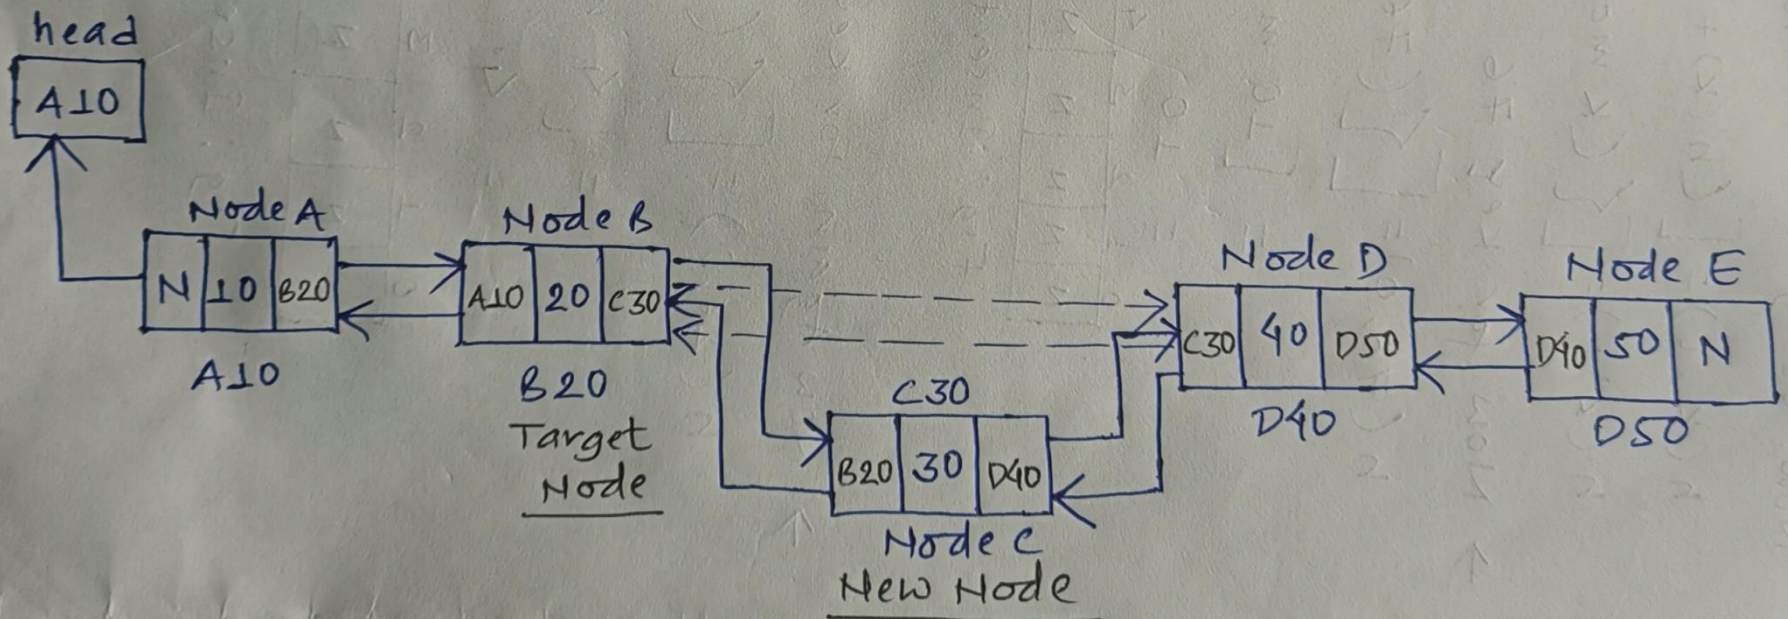 head
A10
Node A
N 10 B20
A10
Node B
A10 20 C30
B20
Target
Node
C30
B20 30 D40
Node C
New Node
Node D
C30 40 D50
D40
Node E
D40 50 N
D50